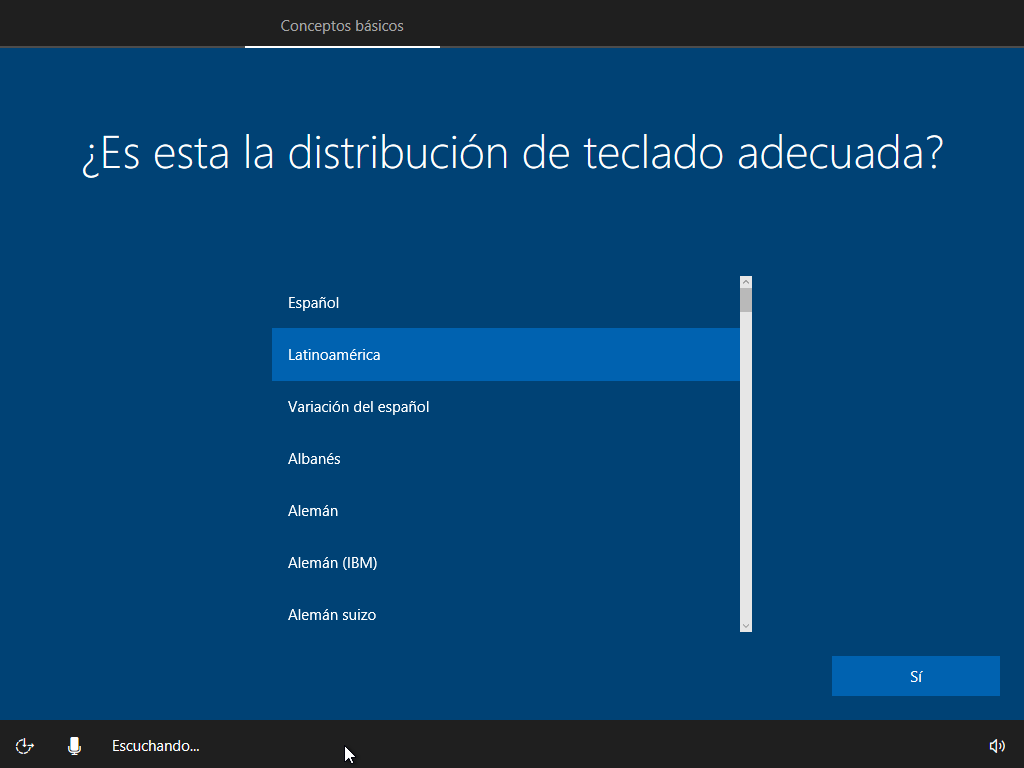 Conceptos básicos
¿Es esta la distribución de teclado adecuada?
Español
Latinoamérica
Variación del español
Albanés
Alemán
Alemán (IBM)
Alemán suizo
Sí
Escuchando...